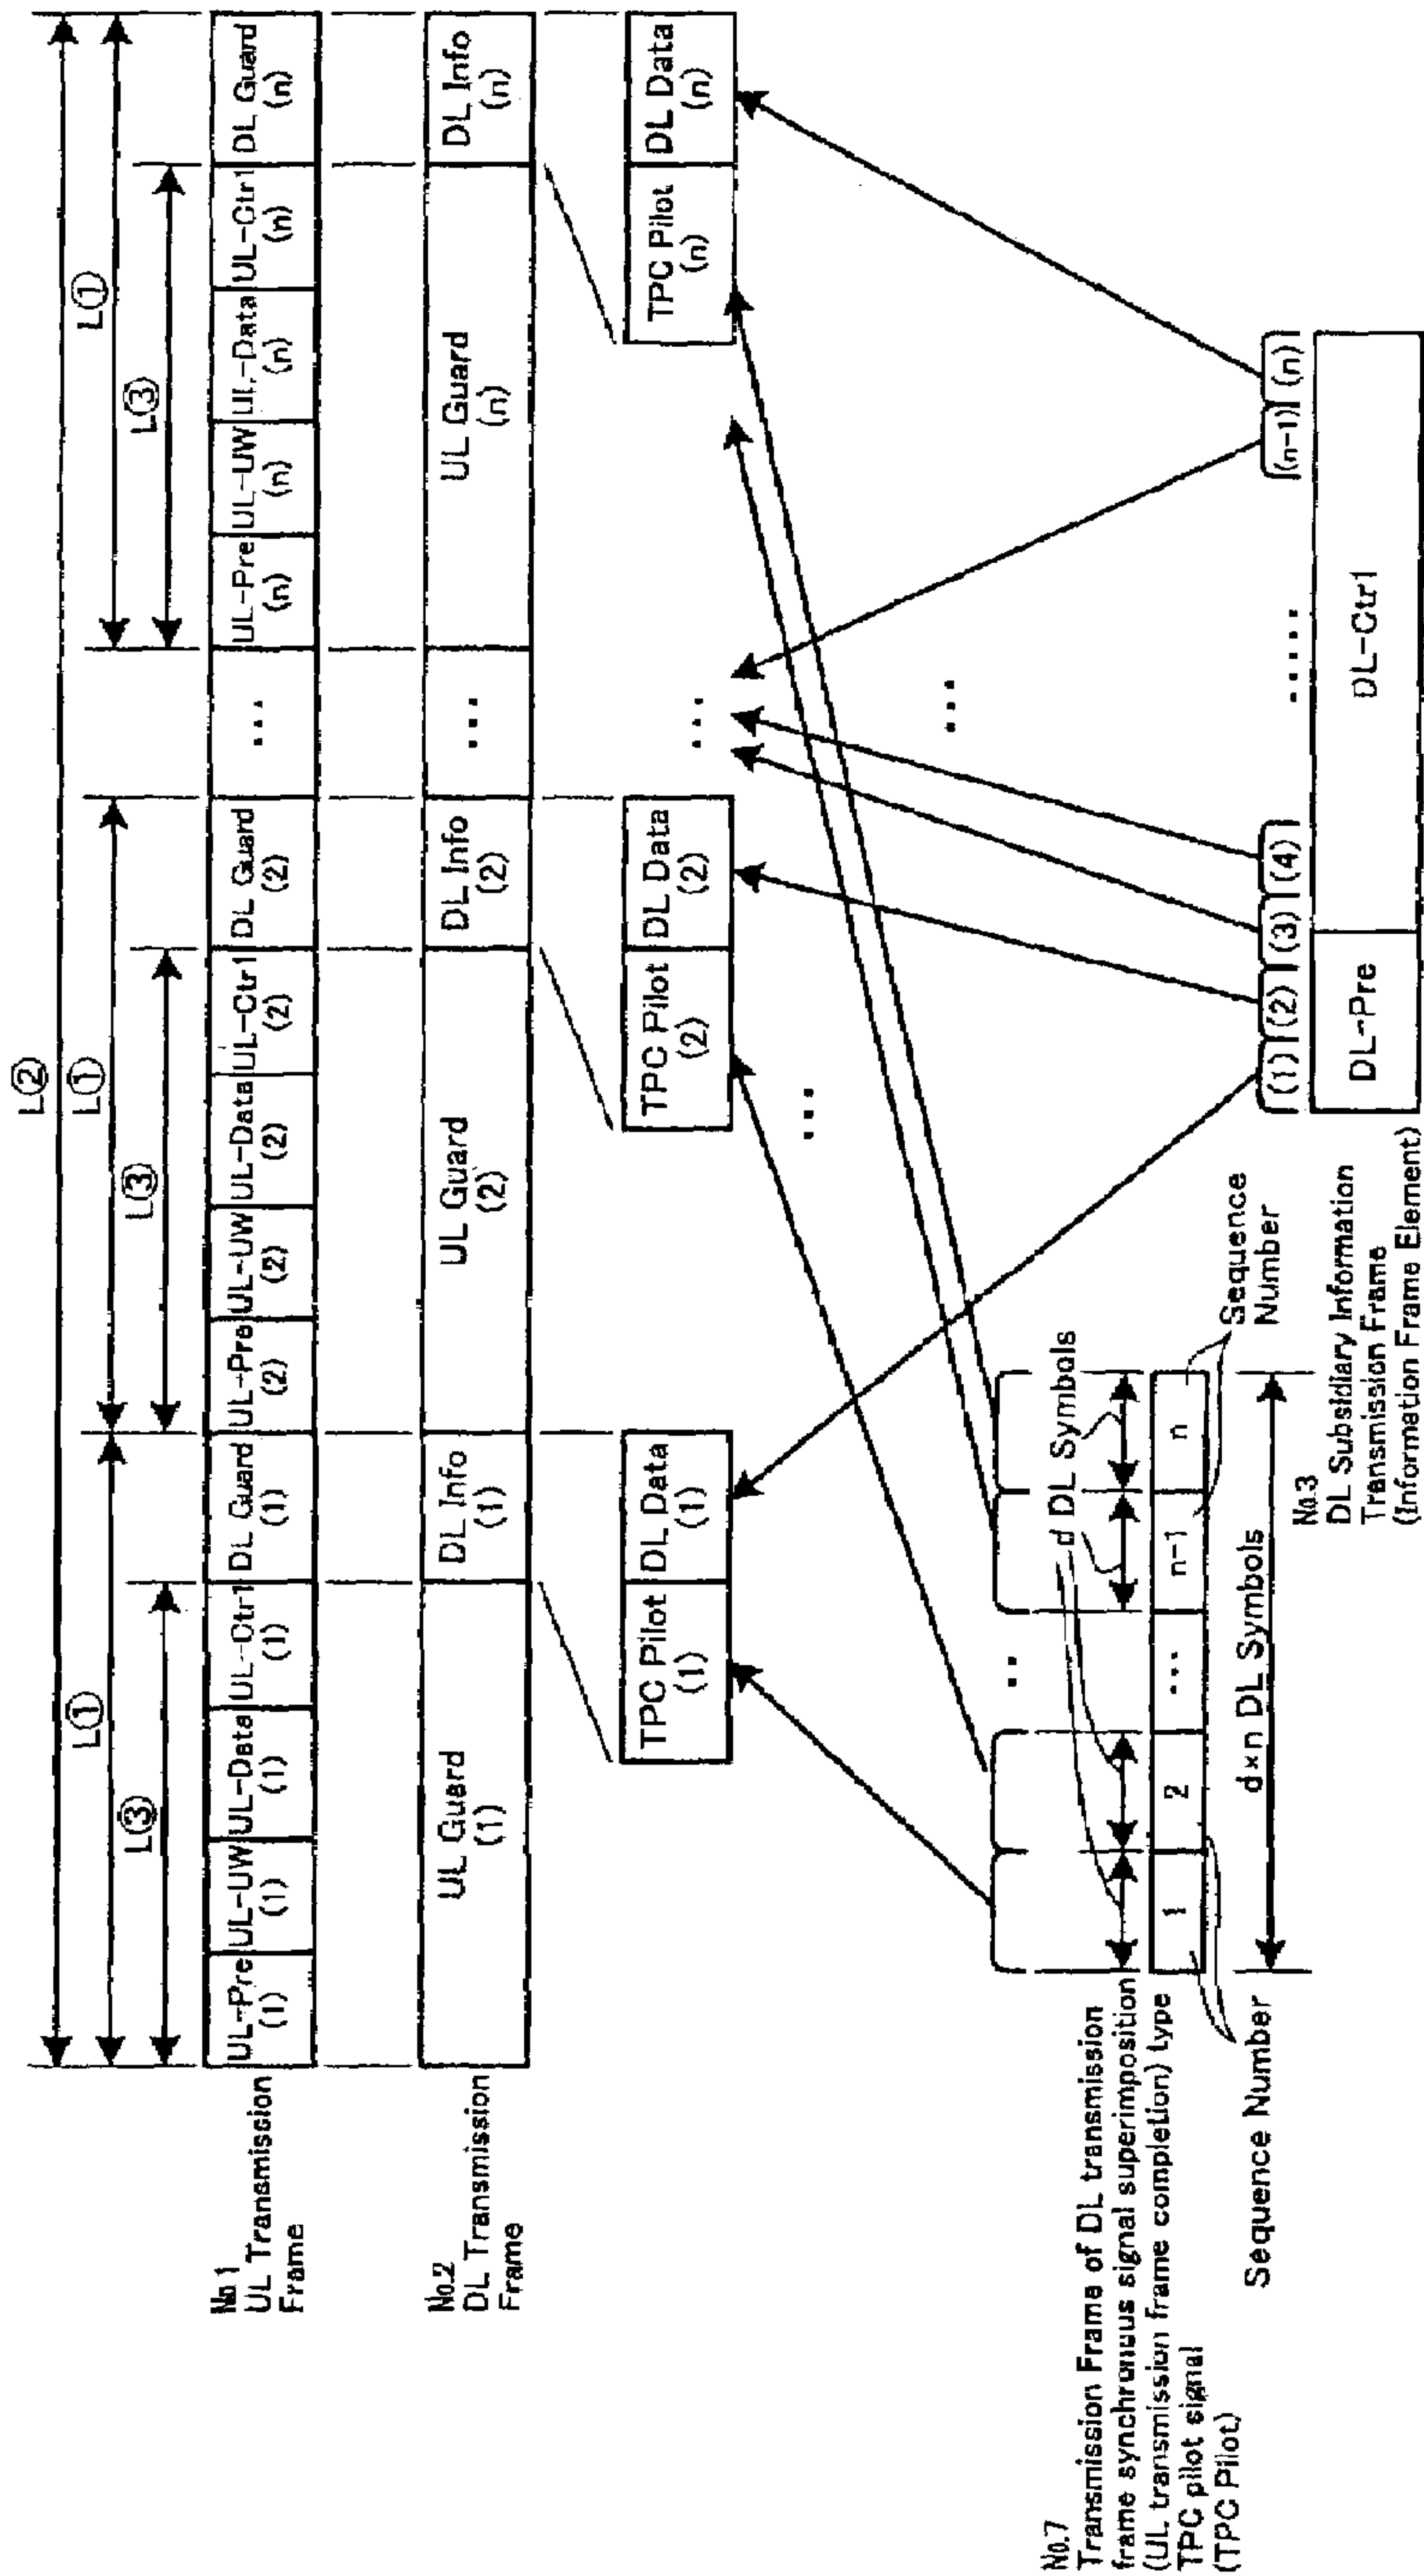 L②
L①
L①
L①
L③
L③
L③
No.1
UL Transmission
Frame
UL-Pre
(1)
UL-UW
(1)
UL-Data
(1)
UL-Ctrl
(1)
DL Guard
(1)
UL-Pre
(2)
UL-UW
(2)
UL-Data
(2)
UL-Ctrl
(2)
DL Guard
(2)
...
UL-Pre
(n)
UL-UW
(n)
UL-Data
(n)
UL-Ctrl
(n)
DL Guard
(n)
No.2
DL Transmission
Frame
UL Guard
(1)
DL Info
(1)
UL Guard
(2)
DL Info
(2)
...
UL Guard
(n)
DL Info
(n)
TPC Pilot
(1)
DL Data
(1)
TPC Pilot
(2)
DL Data
(2)
...
TPC Pilot
(n)
DL Data
(n)
...
...
No.7
Transmission Frame of DL transmission
frame synchronous signal superimposition
(UL transmission frame completion) type
TPC pilot signal
(TPC Pilot)
..
d DL Symbols
1
2
...
n-1
n
Sequence
Number
Sequence Number
d×n DL Symbols
No.3
DL Subsidiary Information
Transmission Frame
(Information Frame Element)
(1)
(2)
(3)
(4)
.....
(n-1)
(n)
DL-Pre
DL-Ctrl